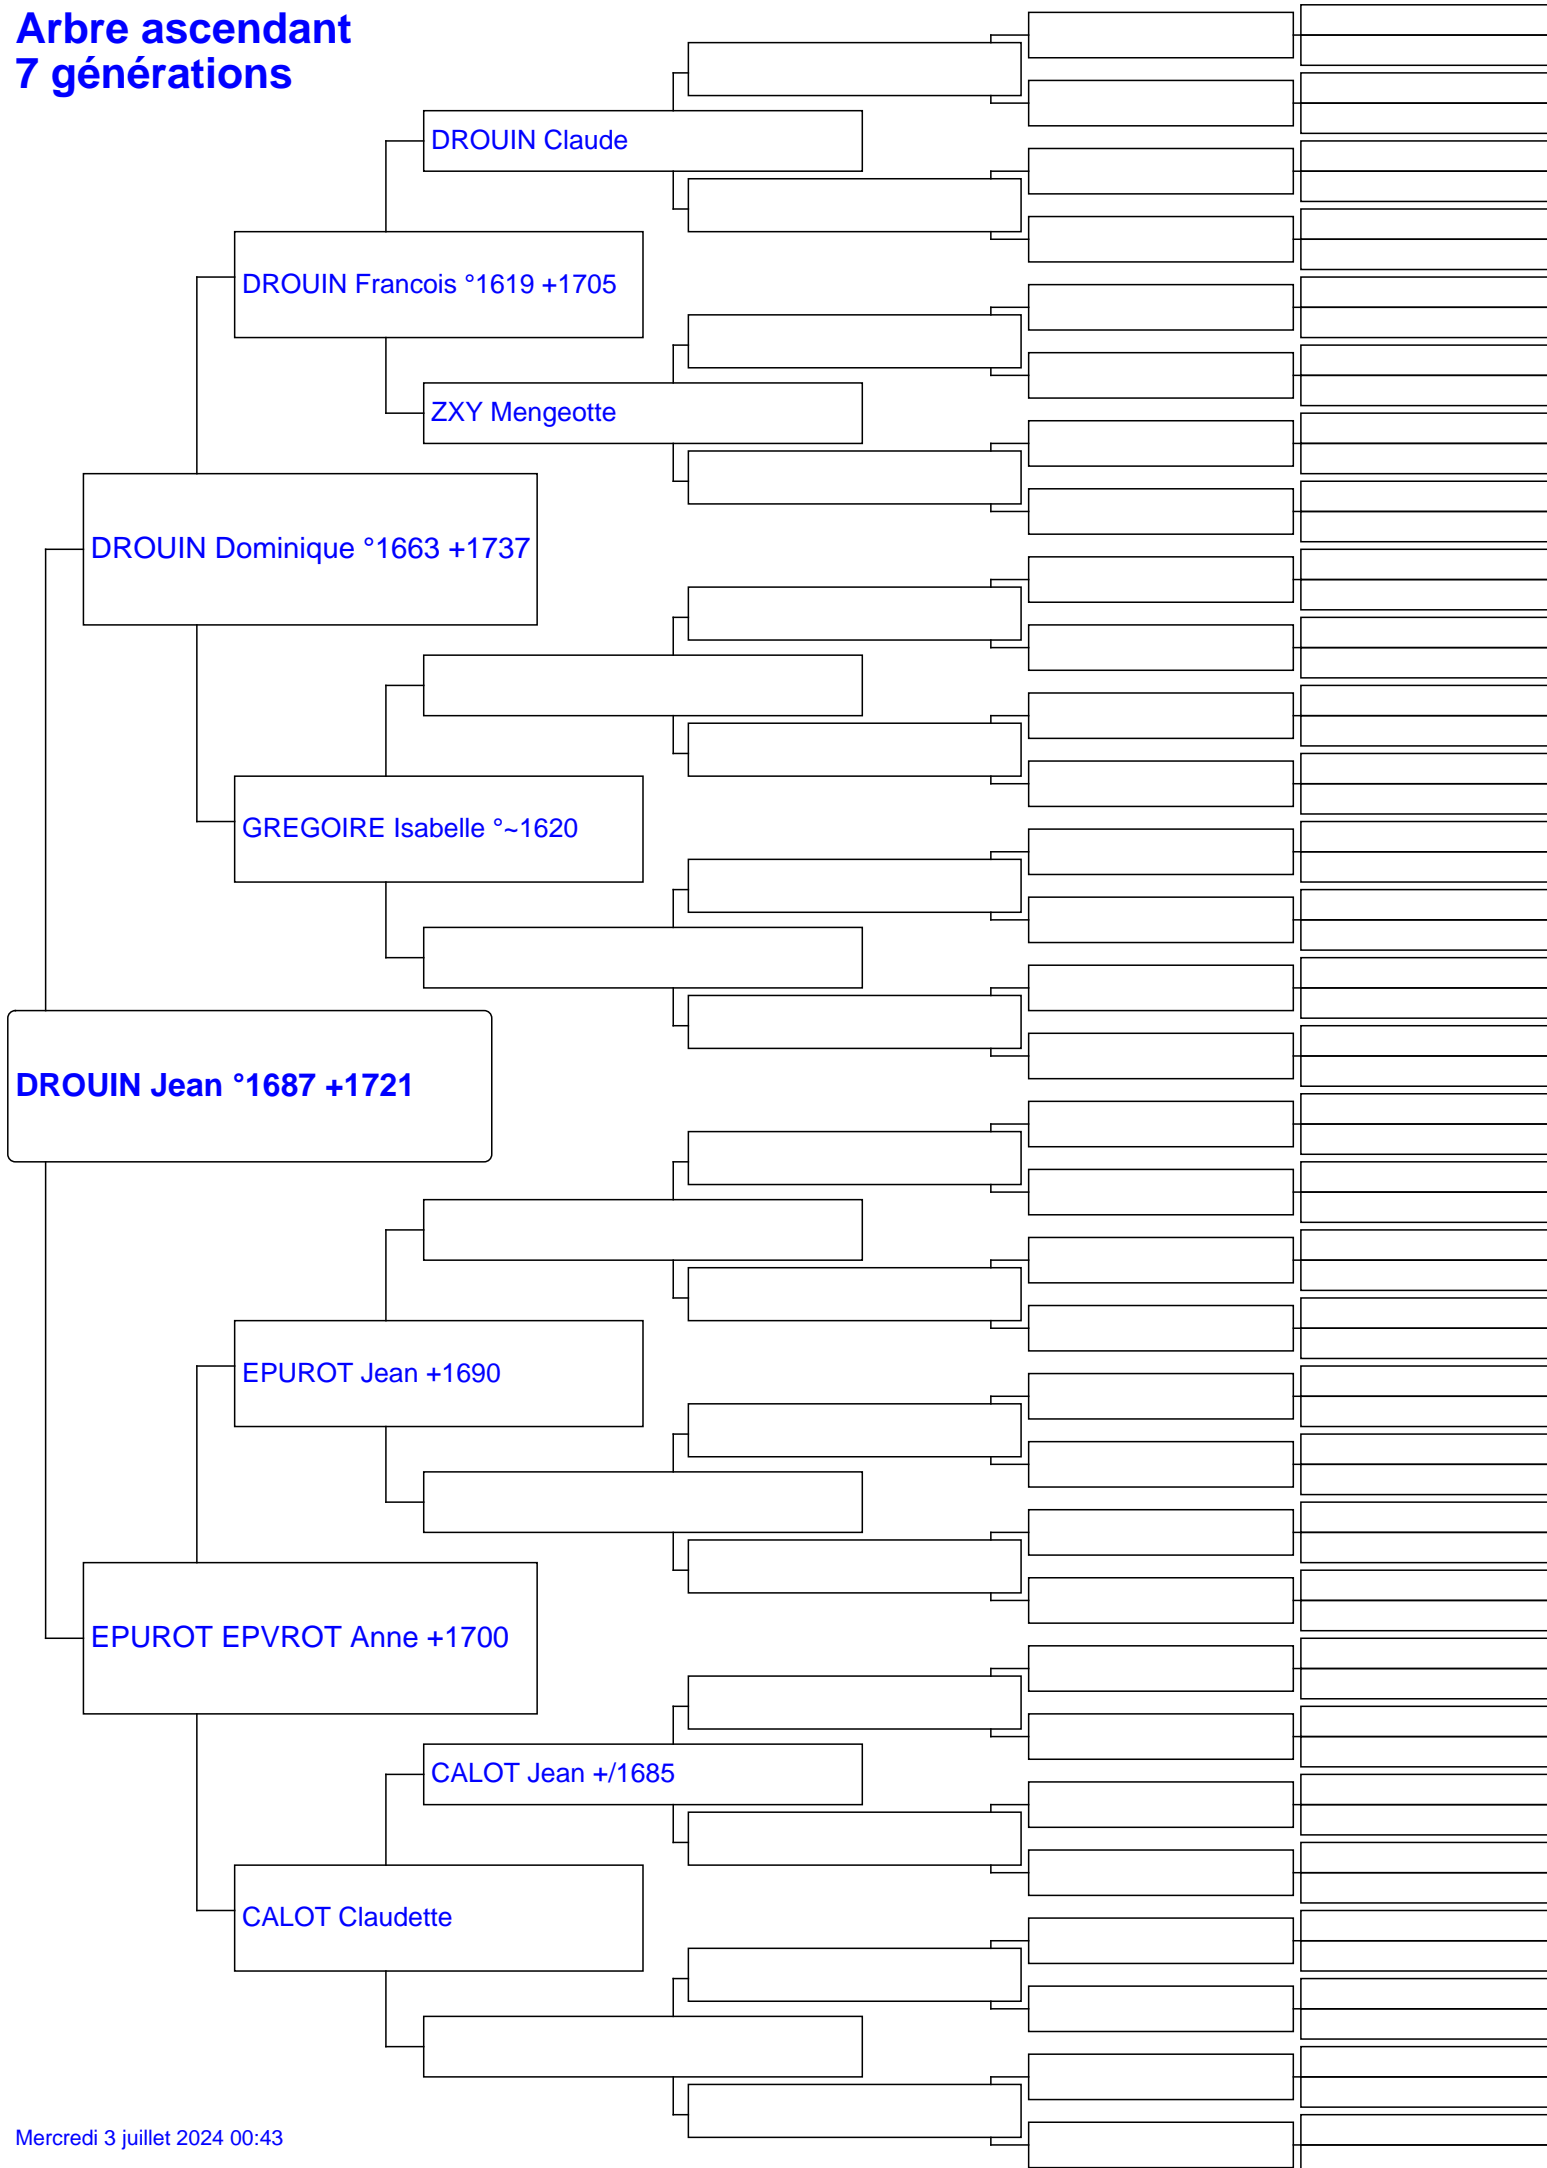 Arbre ascendant
7 générations
DROUIN Claude
DROUIN Francois °1619 +1705
ZXY Mengeotte
DROUIN Dominique °1663 +1737
GREGOIRE Isabelle °~1620
DROUIN Jean °1687 +1721
EPUROT Jean +1690
EPUROT EPVROT Anne +1700
CALOT Jean +/1685
CALOT Claudette
Mercredi 3 juillet 2024 00:43